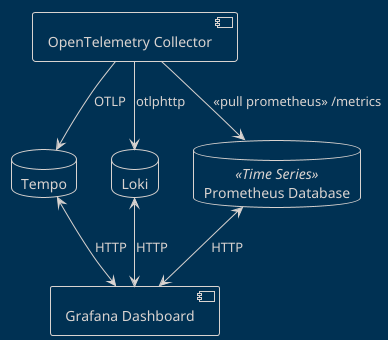 OpenTelemetry Collector
OTLP
otlphttp
«pull prometheus» /metrics
Tempo
Loki
«Time Series»
Prometheus Database
HTTP
HTTP
HTTP
Grafana Dashboard